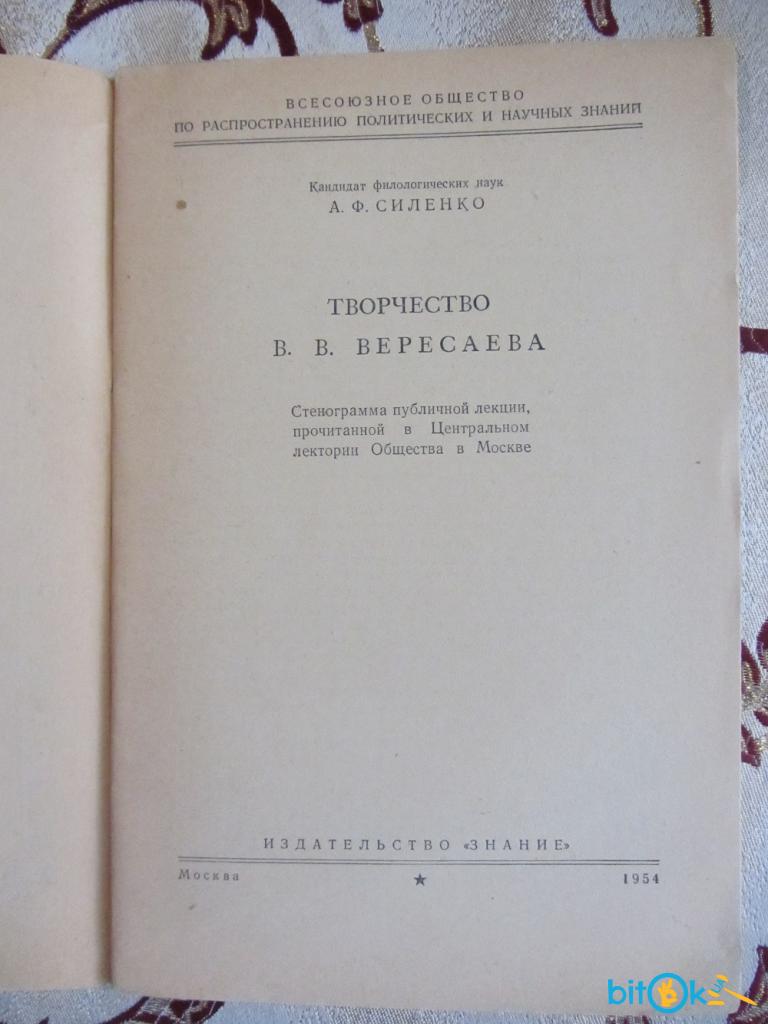 ВСЕСОЮЗНОЕ ОБЩЕСТВО
ПО РАСПРОСТРАНЕНИЮ ПОЛИТИЧЕСКИХ И НАУЧНЫХ ЗНАНИЙ
Кандидат филологических наук
А. Ф. СИЛЕНКО
ТВОРЧЕСТВО
В. В. ВЕРЕСАЕВА
Стенограмма публичной лекции,
прочитанной в Центральном
лектории Общества в Москве
ИЗДАТЕЛЬСТВО «ЗНАНИЕ»
Москва ★ 1954
bitOk UA